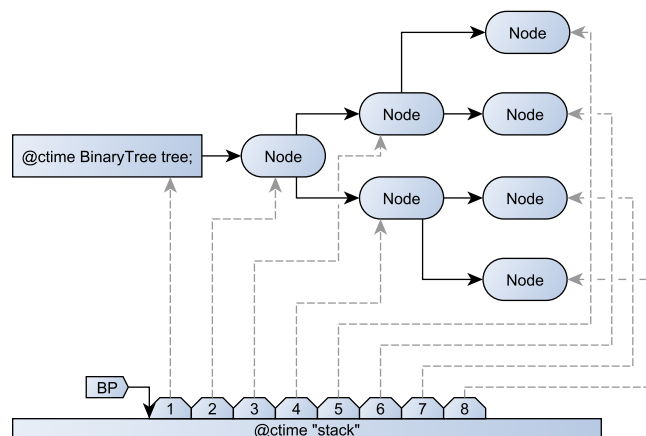 Node
Node
Node
@ctime BinaryTree tree;
Node
Node
Node
Node
BP
1 2 3 4 5 6 7 8
@ctime "stack"